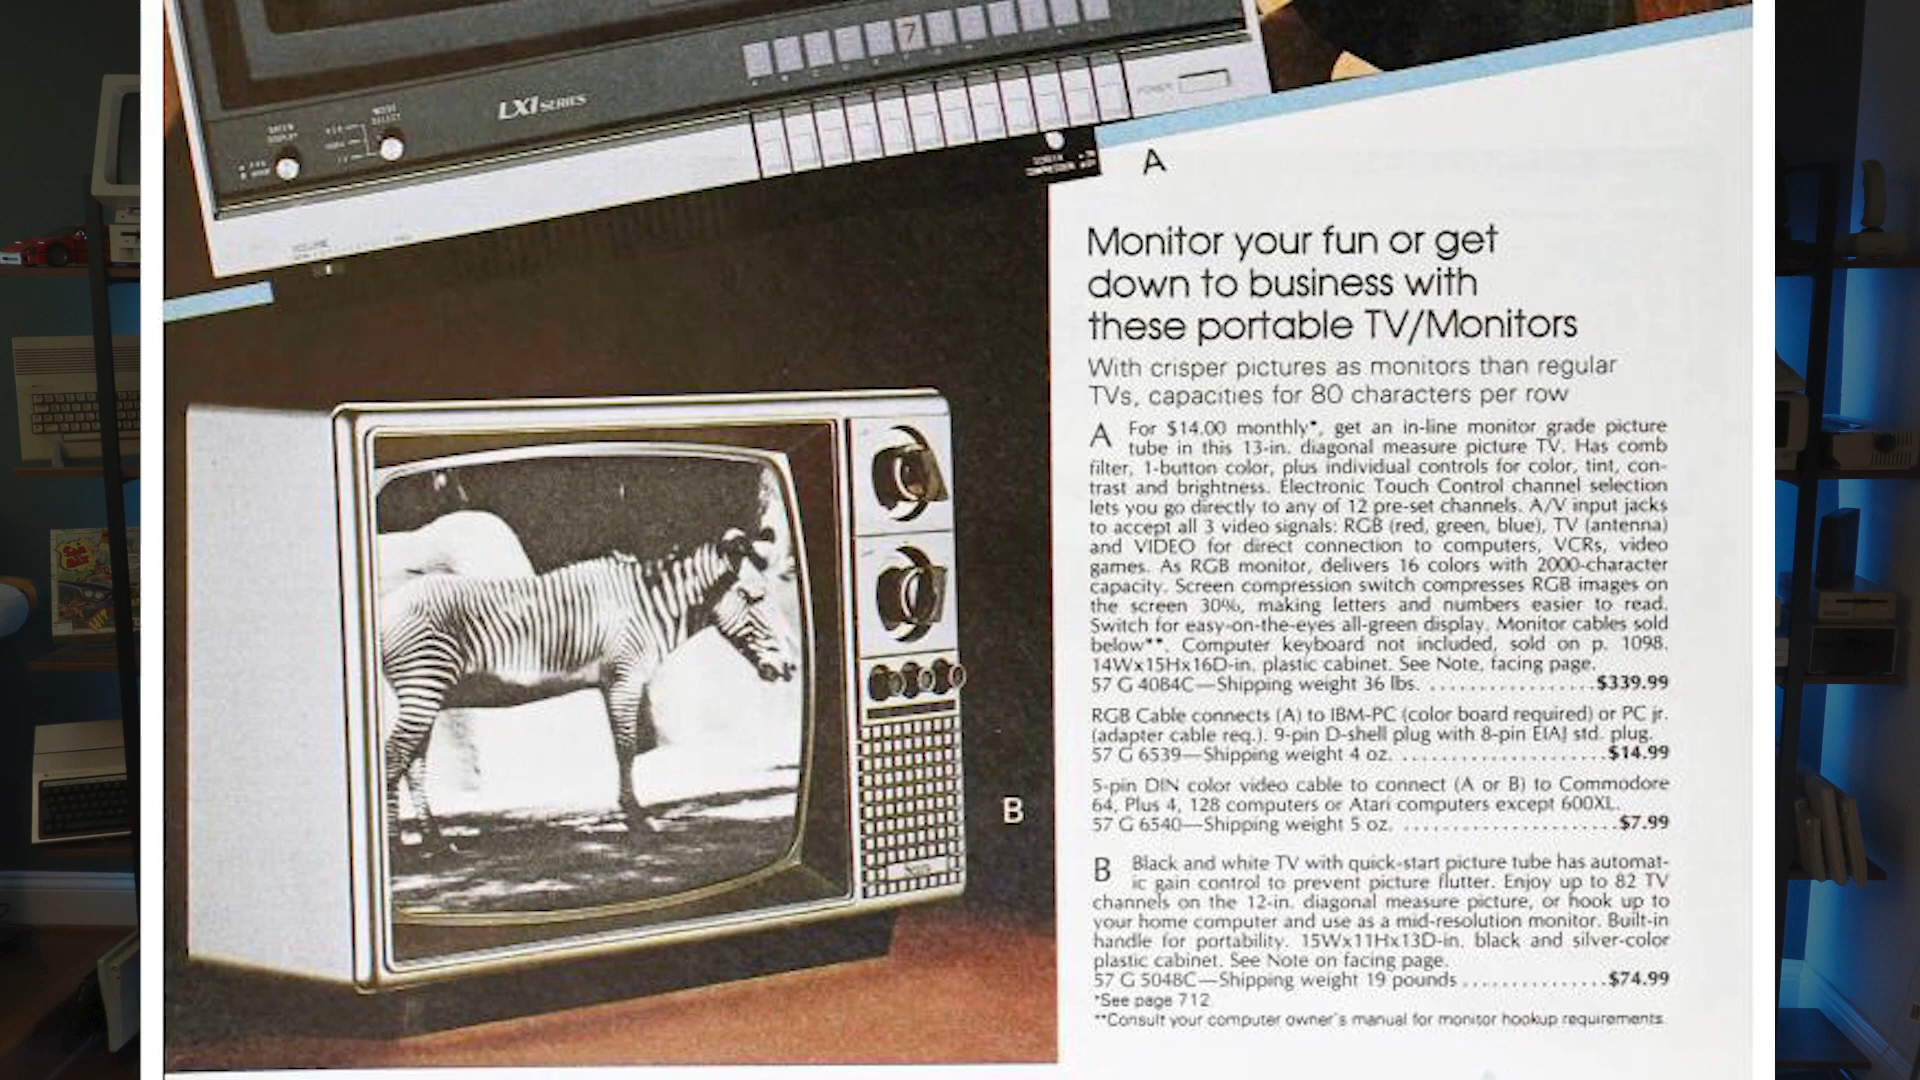 7
LXI SERIES
POWER
A
Monitor your fun or get
down to business with
these portable TV/Monitors
With crisper pictures as monitors than regular
TVs, capacities for 80 characters per row
A For $14.00 monthly*, get an in-line monitor grade picture
tube in this 13-in. diagonal measure picture TV. Has comb
filter, 1-button color, plus individual controls for color, tint, con-
trast and brightness. Electronic Touch Control channel selection
lets you go directly to any of 12 pre-set channels. A/V input jacks
to accept all 3 video signals: RGB (red, green, blue), TV (antenna)
and VIDEO for direct connection to computers, VCRs, video
games. As RGB monitor, delivers 16 colors with 2000-character
capacity. Screen compression switch compresses RGB images on
the screen 30%, making letters and numbers easier to read.
Switch for easy-on-the-eyes all-green display. Monitor cables sold
below**. Computer keyboard not included, sold on p. 1098.
14Wx15Hx16D-in. plastic cabinet. See Note, facing page.
57 G 4084C—Shipping weight 36 lbs. ................$339.99
RGB Cable connects (A) to IBM-PC (color board required) or PC jr.
(adapter cable req.). 9-pin D-shell plug with 8-pin EIAJ std. plug.
57 G 6539—Shipping weight 4 oz. ....................$14.99
5-pin DIN color video cable to connect (A or B) to Commodore
64, Plus 4, 128 computers or Atari computers except 600XL.
57 G 6540—Shipping weight 5 oz. .....................$7.99
B
B Black and white TV with quick-start picture tube has automat-
ic gain control to prevent picture flutter. Enjoy up to 82 TV
channels on the 12-in. diagonal measure picture, or hook up to
your home computer and use as a mid-resolution monitor. Built-in
handle for portability. 15Wx11Hx13D-in. black and silver-color
plastic cabinet. See Note on facing page.
57 G 5048C—Shipping weight 19 pounds ..............$74.99
*See page 712
**Consult your computer owner's manual for monitor hookup requirements.